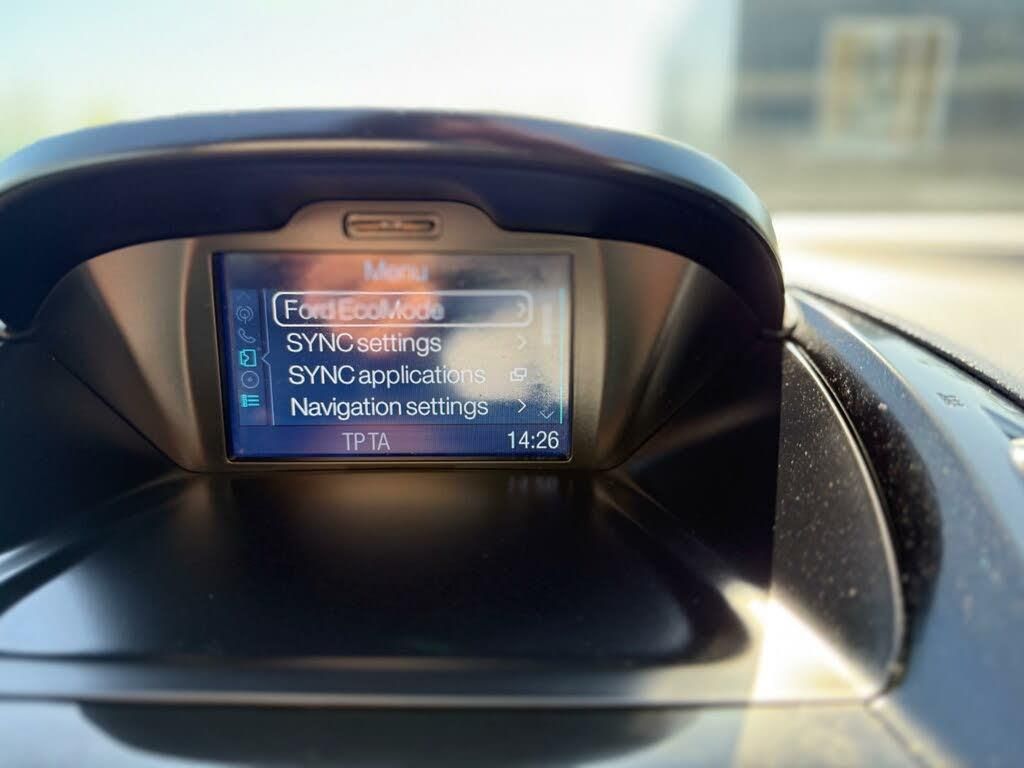 Menu
Ford EcoMode
SYNC settings
SYNC applications
Navigation settings
TP TA
14:26